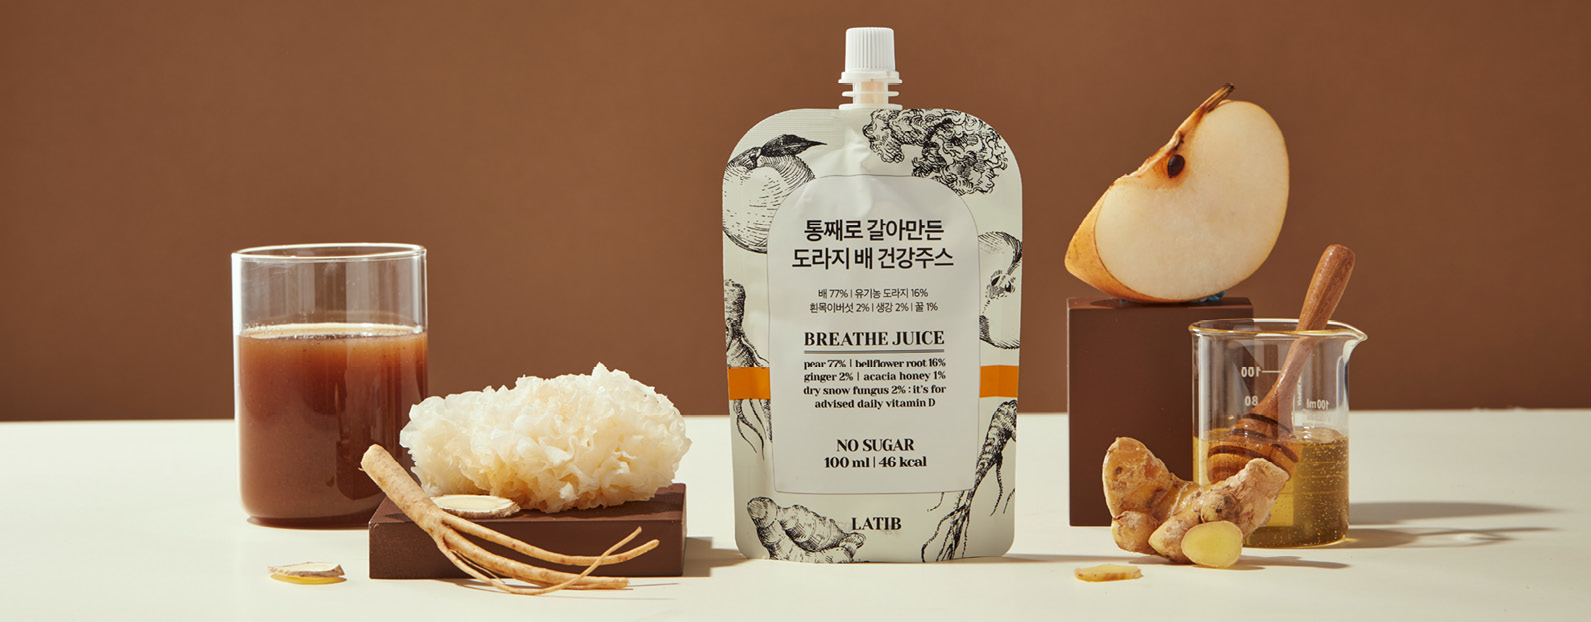 통째로 갈아만든
도라지 배 건강주스
배 77% | 유기농 도라지 16%
흰목이버섯 2% | 생강 2% | 꿀 1%
BREATHE JUICE
pear 77% | bellflower root 16%
ginger 2% | acacia honey 1%
dry snow fungus 2% : it's for
advised daily vitamin D
NO SUGAR
100 ml | 46 kcal
LATIB
100
80
100 ml